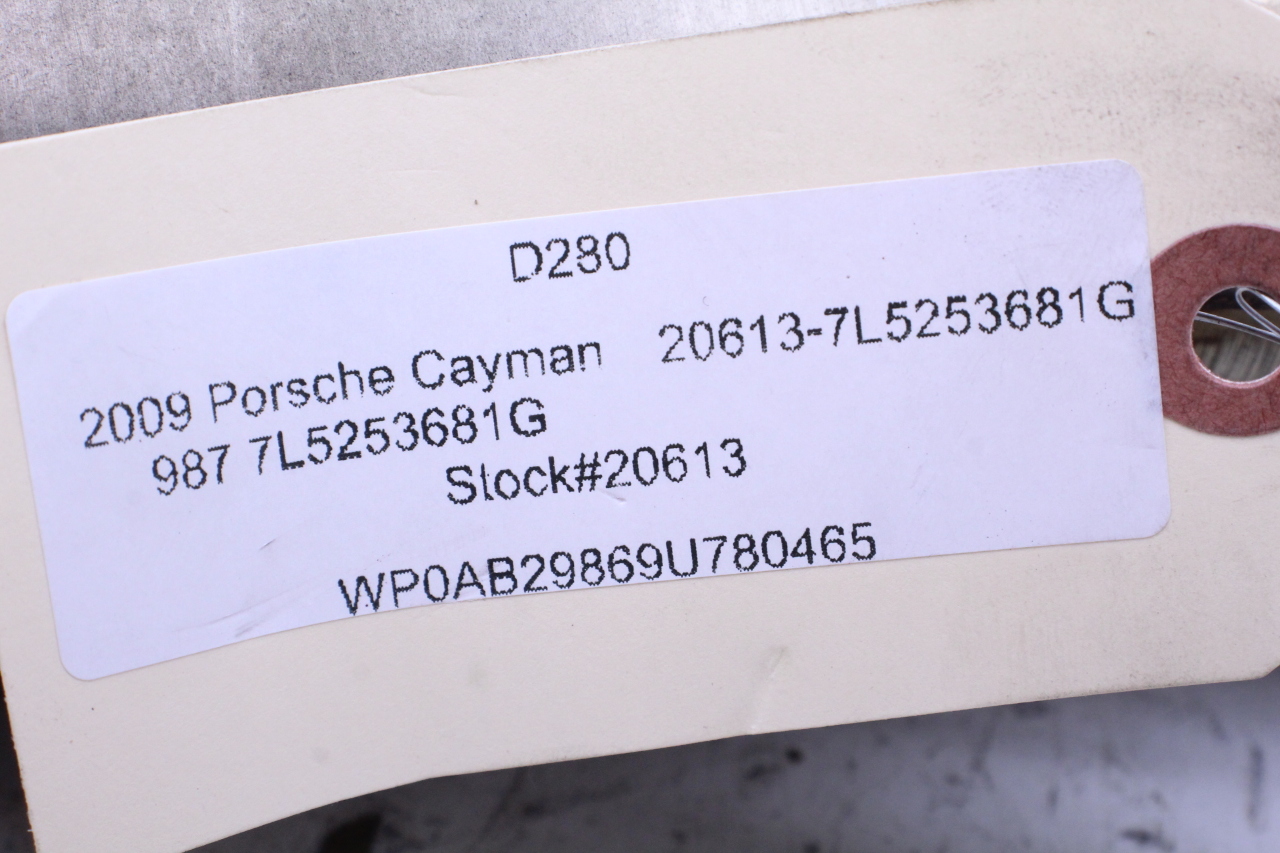 D280
2009 Porsche Cayman 20613-7L5253681G
987 7L5253681G
Stock#20613
WP0AB29869U780465